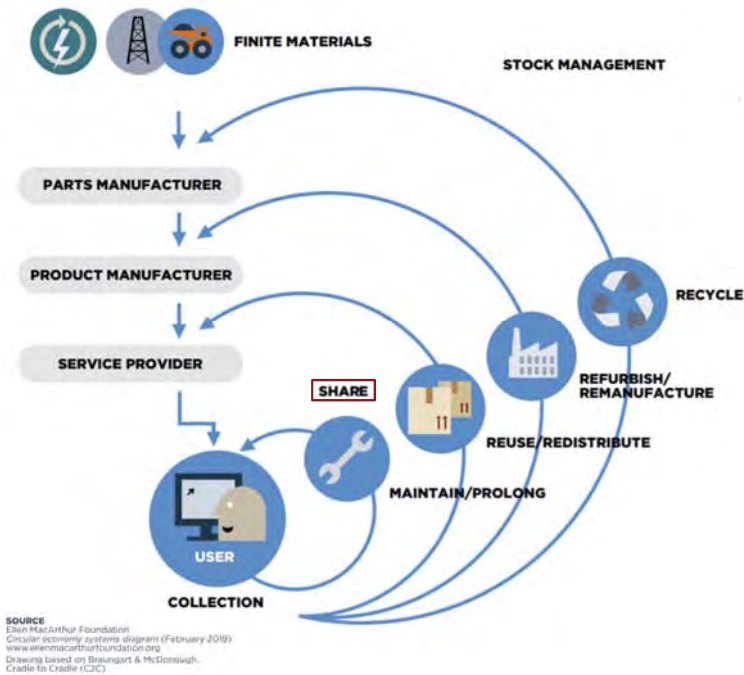 FINITE MATERIALS
STOCK MANAGEMENT
PARTS MANUFACTURER
PRODUCT MANUFACTURER
RECYCLE
SERVICE PROVIDER
SHARE
REFURBISH/
REMANUFACTURE
REUSE/REDISTRIBUTE
MAINTAIN/PROLONG
USER
COLLECTION
SOURCE
Ellen MacArthur Foundation
Circular economy systems diagram (February 2019)
www.ellenmacarthurfoundation.org
Drawing based on Braungart & McDonough,
Cradle to Cradle (C2C)